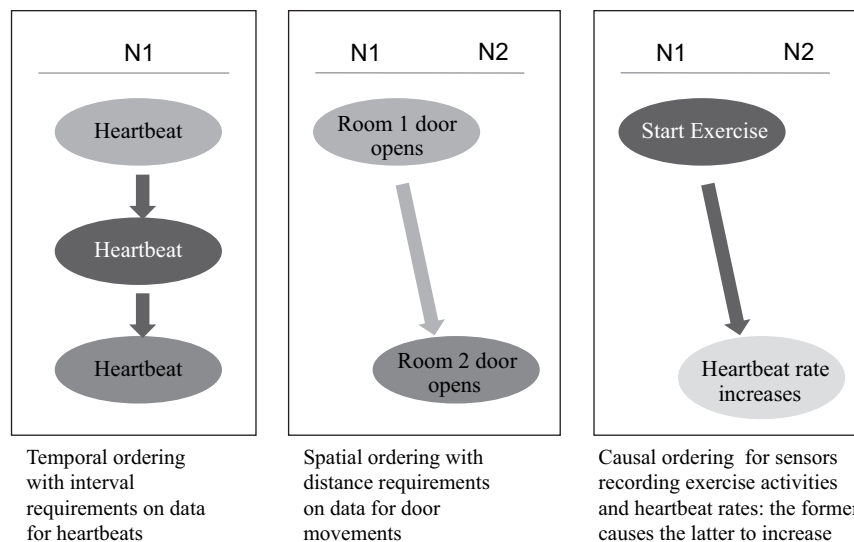 N1
Heartbeat
Heartbeat
Heartbeat
Temporal ordering
with interval
requirements on data
for heartbeats
N1 N2
Room 1 door
opens
Room 2 door
opens
Spatial ordering with
distance requirements
on data for door
movements
N1 N2
Start Exercise
Heartbeat rate
increases
Causal ordering for sensors
recording exercise activities
and heartbeat rates: the former
causes the latter to increase